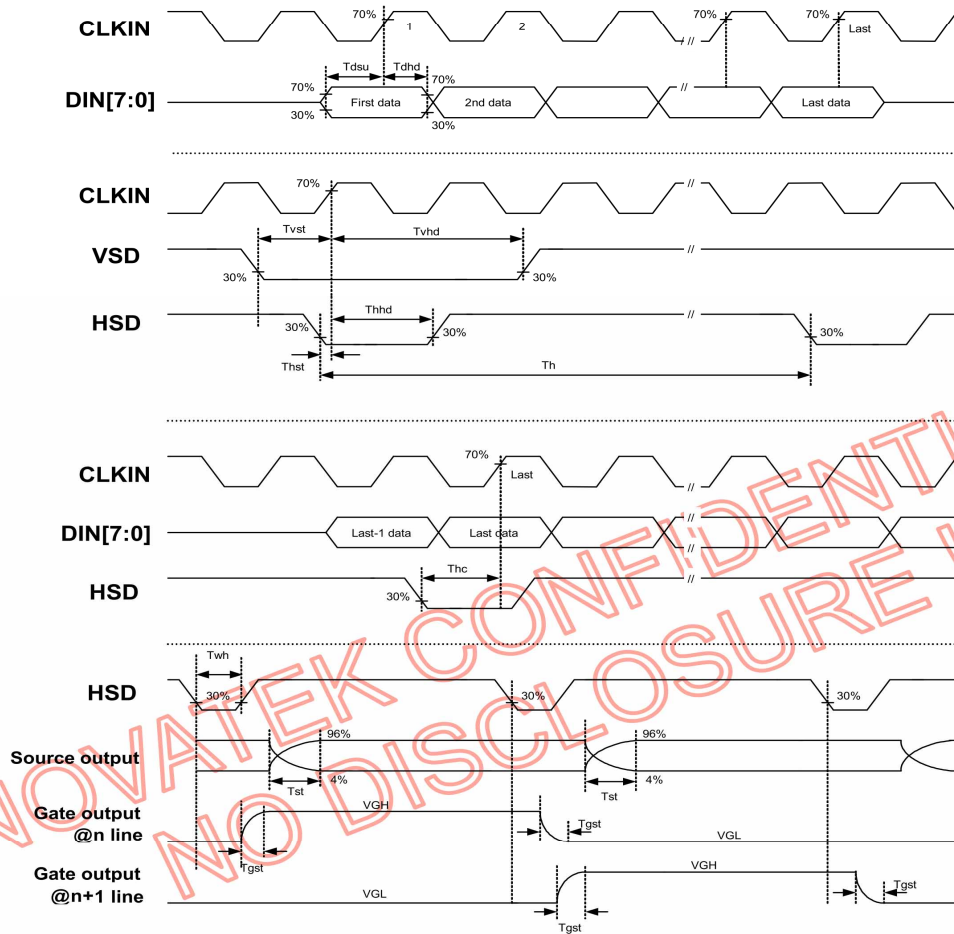 CLKIN 70% 1 2 // 70% 70% Last
Tdsu Tdhd
DIN[7:0] 70% 30% First data 70% 30% 2nd data // Last data
CLKIN 70% //
Tvst Tvhd
VSD 30% 30% //
HSD 30% Thhd 30% // 30%
Thst Th
CLKIN 70% Last //
DIN[7:0] Last-1 data Last data //
HSD 30% Thc //
Twh
HSD 30% 30% 30%
Source output 96% 4% Tst 96% 4% Tst
Gate output
@n line VGH Tgst Tgst VGL
Gate output
@n+1 line VGL Tgst VGH Tgst
NOVATEK CONFIDENTI
NO DISCLOSURE